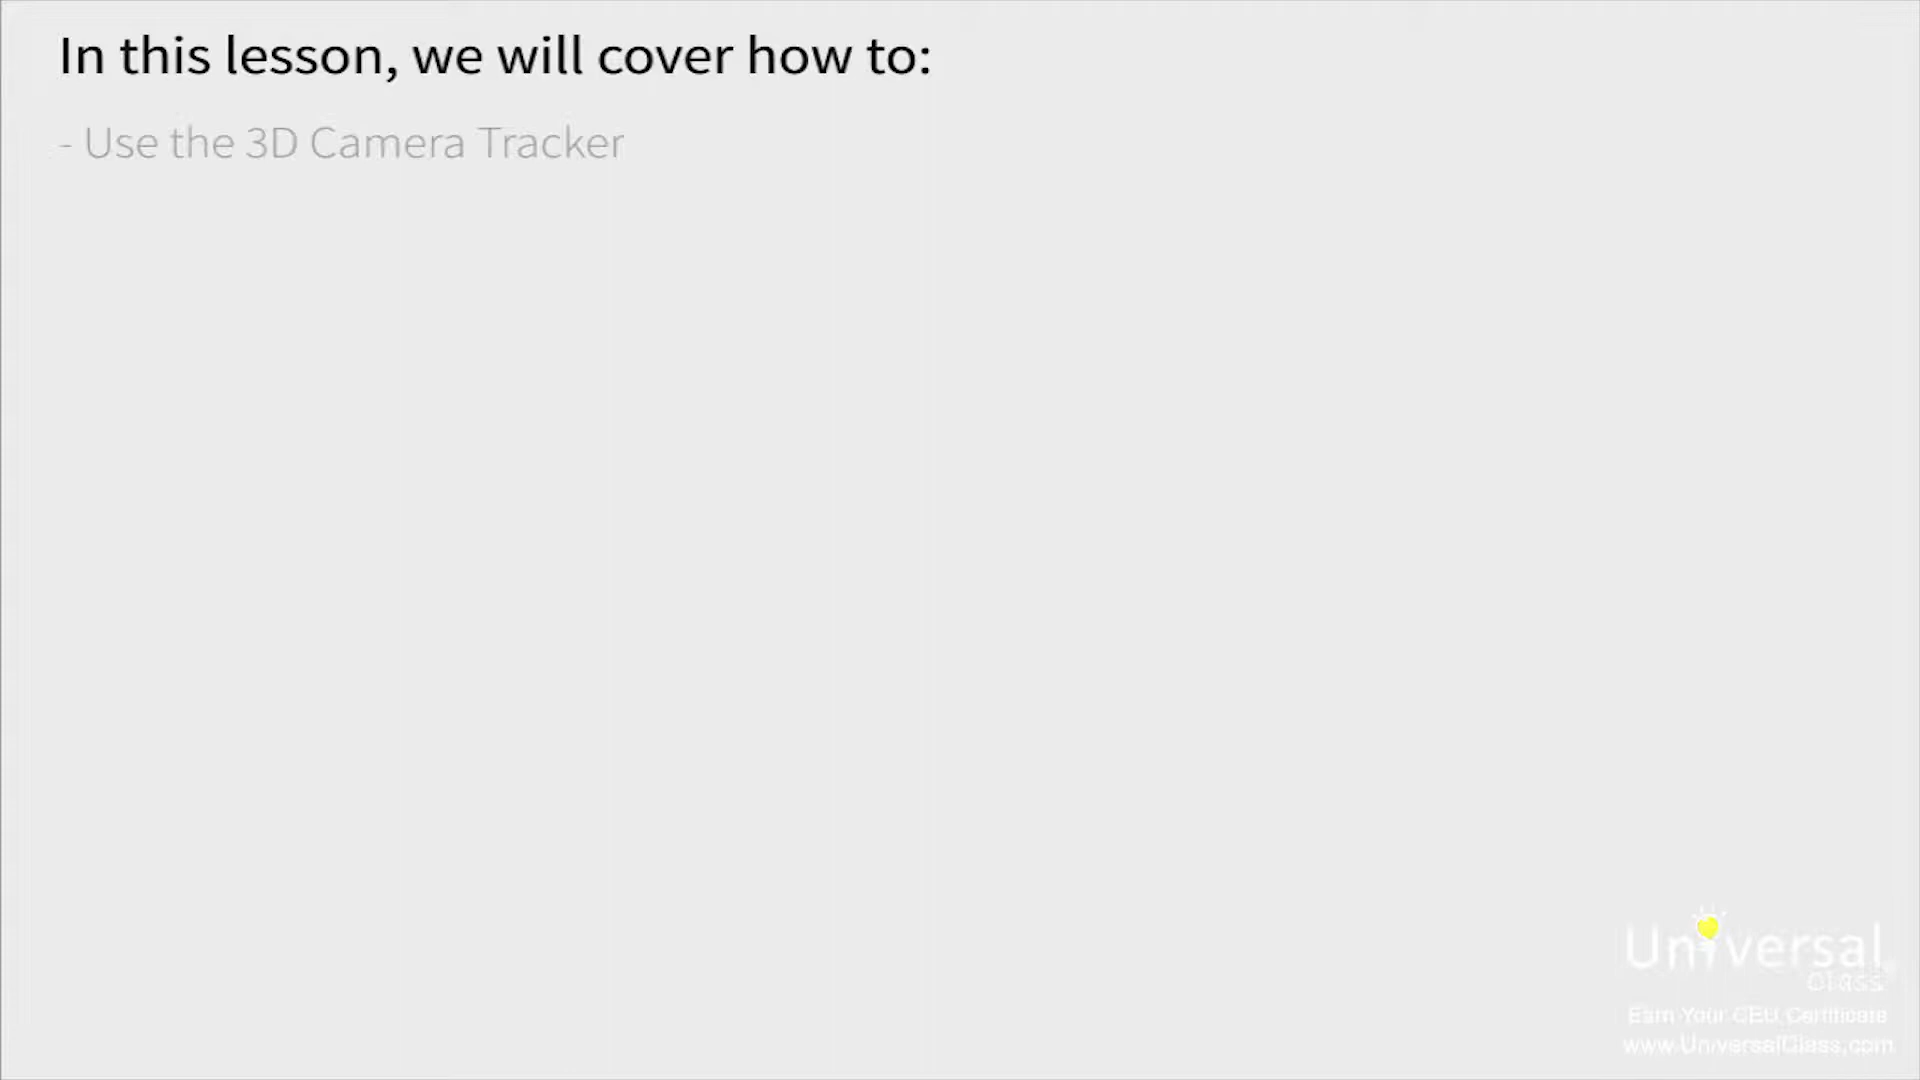 In this lesson, we will cover how to:
- Use the 3D Camera Tracker
Universal
Class
Earn Your CEU Certificate
www.UniversalClass.com